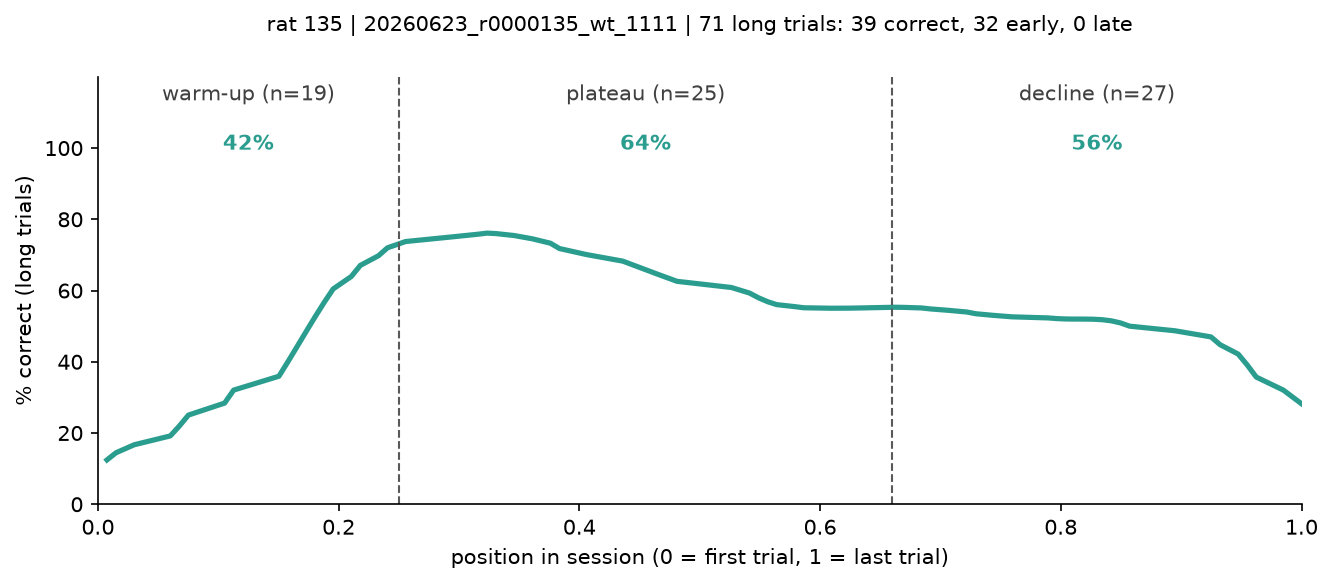 rat 135 | 20260623_r0000135_wt_1111 | 71 long trials: 39 correct, 32 early, 0 late
warm-up (n=19)
plateau (n=25)
decline (n=27)
42%
64%
56%
% correct (long trials)
100
80
60
40
20
0
0.0
0.2
0.4
0.6
0.8
1.0
position in session (0 = first trial, 1 = last trial)